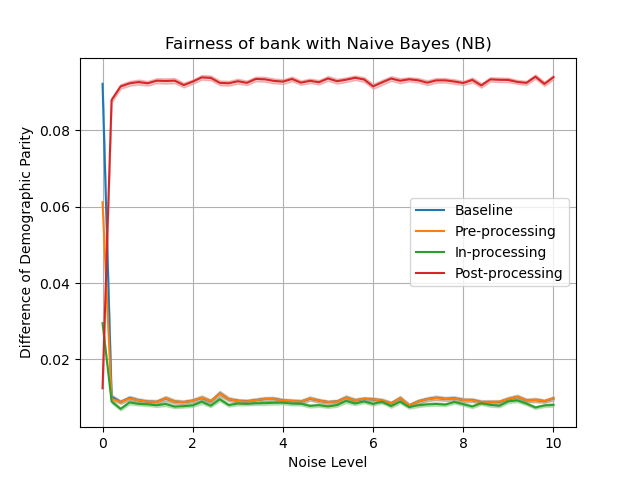 Fairness of bank with Naive Bayes (NB)
Difference of Demographic Parity
0.08
0.06
0.04
0.02
Baseline
Pre-processing
In-processing
Post-processing
0 2 4 6 8 10
Noise Level